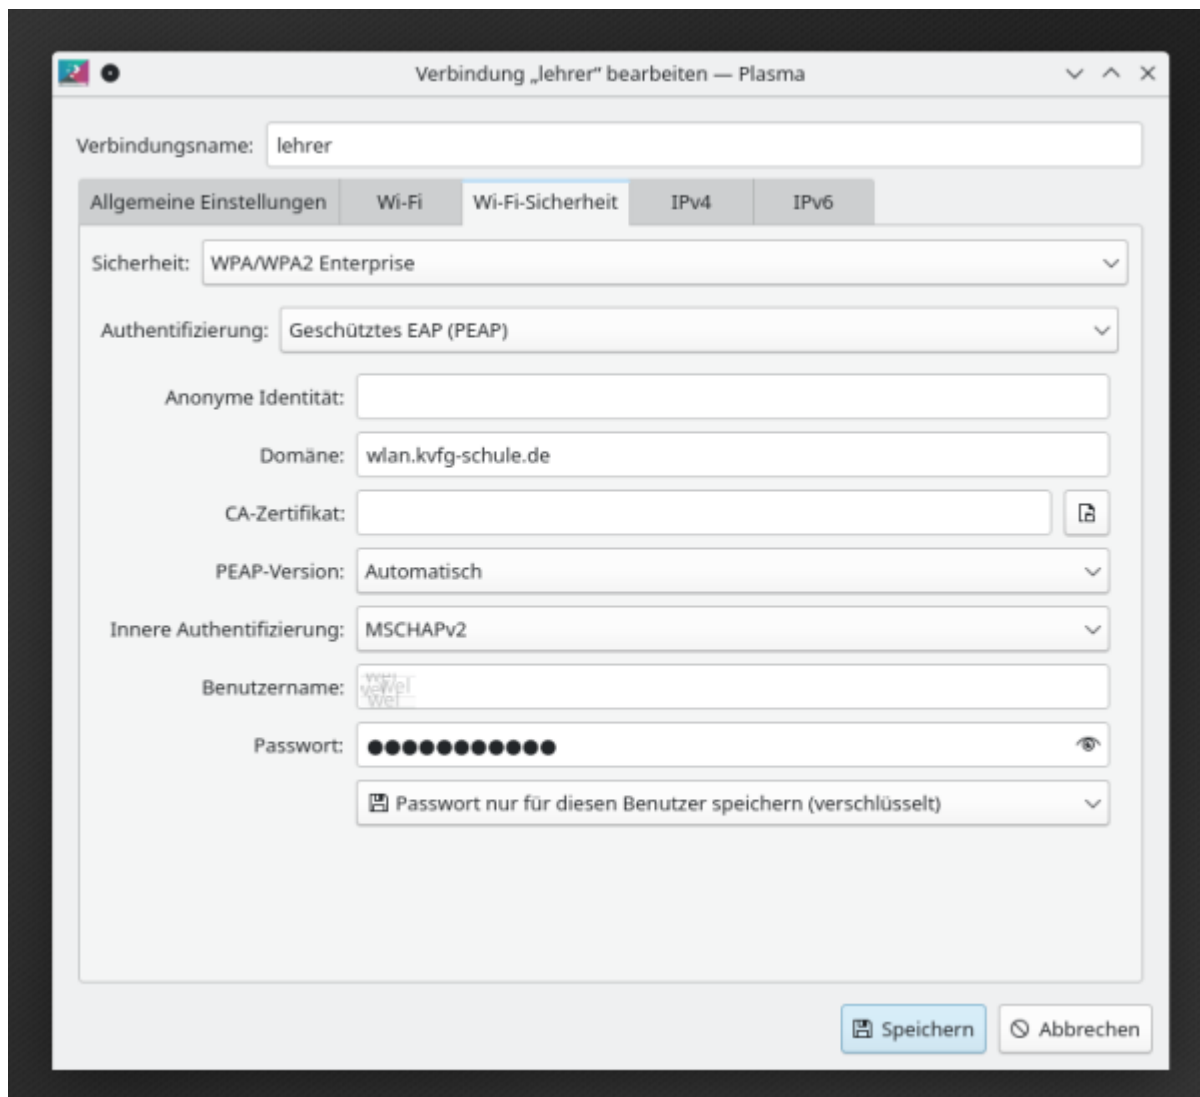 Verbindung „lehrer“ bearbeiten — Plasma
Verbindungsname: lehrer
Allgemeine Einstellungen Wi-Fi Wi-Fi-Sicherheit IPv4 IPv6
Sicherheit: WPA/WPA2 Enterprise
Authentifizierung: Geschütztes EAP (PEAP)
Anonyme Identität:
Domäne: wlan.kvfg-schule.de
CA-Zertifikat:
PEAP-Version: Automatisch
Innere Authentifizierung: MSCHAPv2
Benutzername:
Passwort: ●●●●●●●●●●●
Passwort nur für diesen Benutzer speichern (verschlüsselt)
Speichern Abbrechen